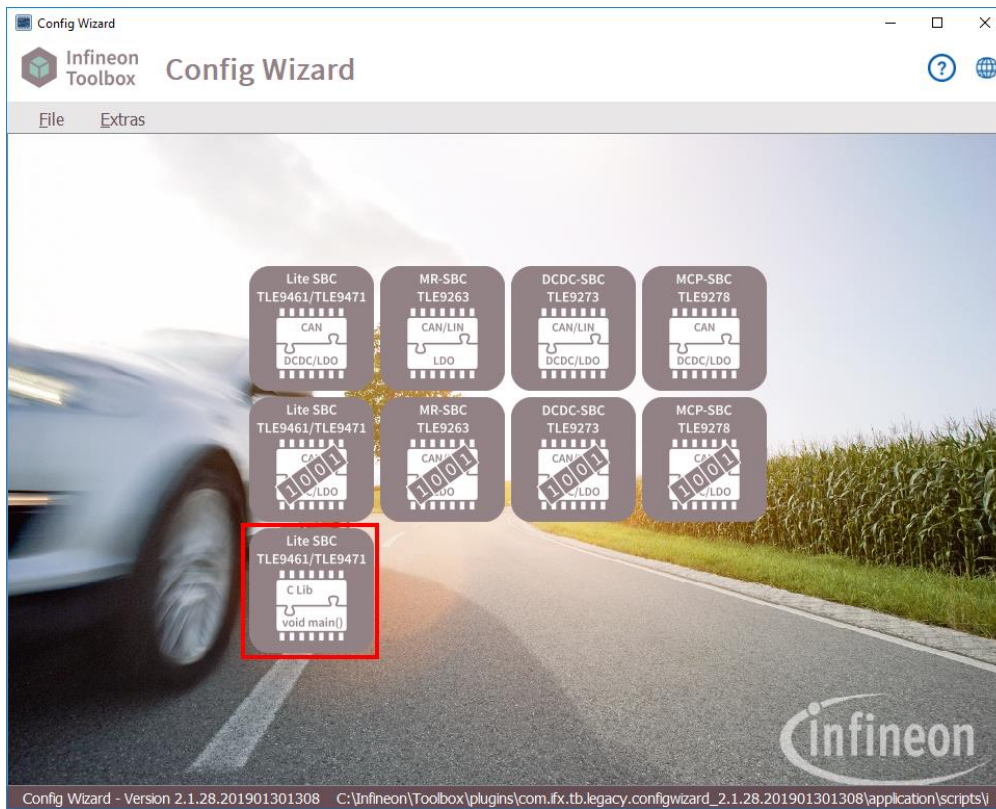 Config Wizard
Infineon
Toolbox
Config Wizard
?
File Extras
Lite SBC
TLE9461/TLE9471
CAN
DCDC/LDO
MR-SBC
TLE9263
CAN/LIN
LDO
DCDC-SBC
TLE9273
CAN/LIN
DCDC/LDO
MCP-SBC
TLE9278
CAN
DCDC/LDO
Lite SBC
TLE9461/TLE9471
1001
MR-SBC
TLE9263
1001
DCDC-SBC
TLE9273
1001
MCP-SBC
TLE9278
1001
Lite SBC
TLE9461/TLE9471
C Lib
void main()
infineon
Config Wizard - Version 2.1.28.201901301308 C:\Infineon\Toolbox\plugins\com.ifx.tb.legacy.configwizard_2.1.28.201901301308\application\scripts\i